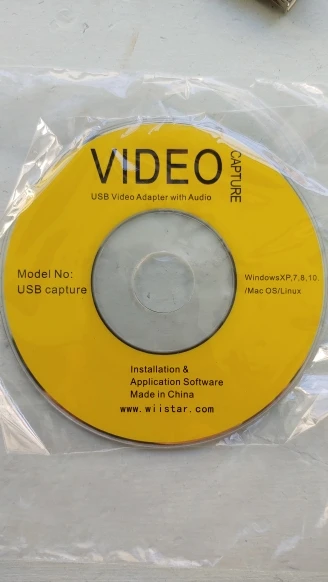 VIDEO
CAPTURE
USB Video Adapter with Audio
Model No:
USB capture
WindowsXP,7,8,10,
/Mac OS/Linux
Installation &
Application Software
Made in China
www.wiistar.com